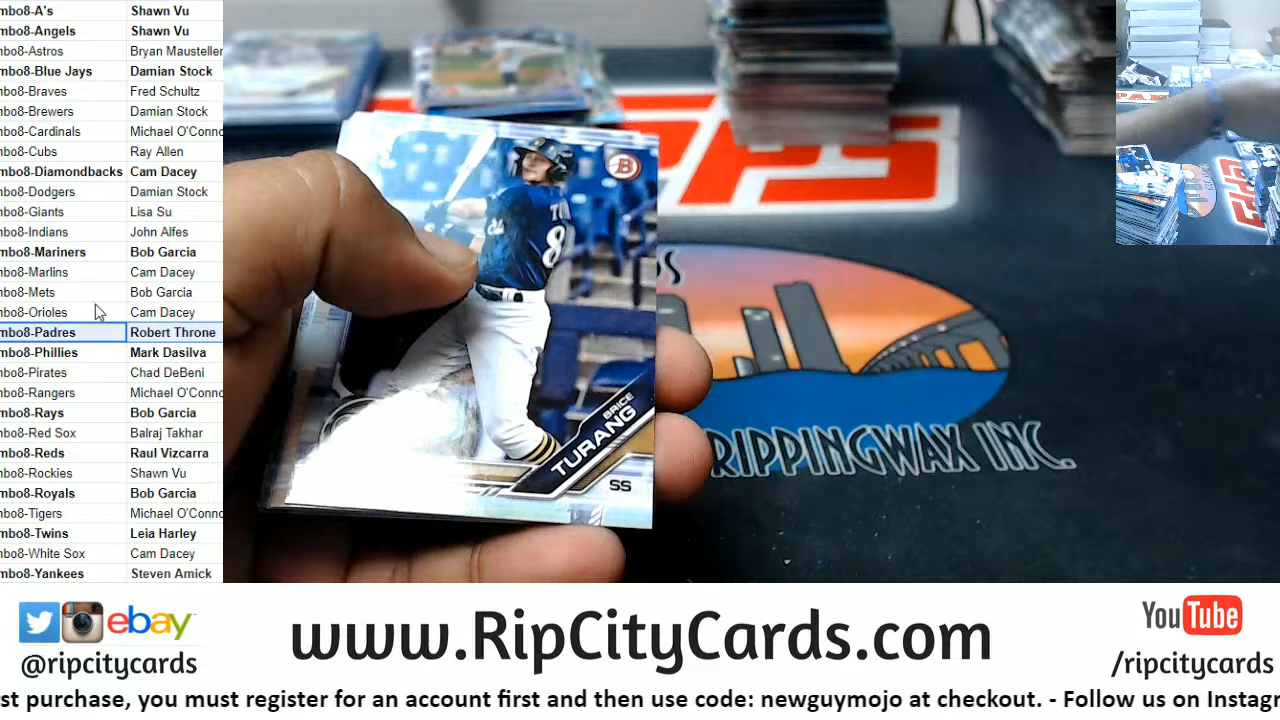 mbo8-A's Shawn Vu
mbo8-Angels Shawn Vu
mbo8-Astros Bryan Mausteller
mbo8-Blue Jays Damian Stock
mbo8-Braves Fred Schultz
mbo8-Brewers Damian Stock
mbo8-Cardinals Michael O'Conno
mbo8-Cubs Ray Allen
mbo8-Diamondbacks Cam Dacey
mbo8-Dodgers Damian Stock
mbo8-Giants Lisa Su
mbo8-Indians John Alfes
mbo8-Mariners Bob Garcia
mbo8-Marlins Cam Dacey
mbo8-Mets Bob Garcia
mbo8-Orioles Cam Dacey
mbo8-Padres Robert Throne
mbo8-Phillies Mark Dasilva
mbo8-Pirates Chad DeBeni
mbo8-Rangers Michael O'Conno
mbo8-Rays Bob Garcia
mbo8-Red Sox Balraj Takhar
mbo8-Reds Raul Vizcarra
mbo8-Rockies Shawn Vu
mbo8-Royals Bob Garcia
mbo8-Tigers Michael O'Conno
mbo8-Twins Leia Harley
mbo8-White Sox Cam Dacey
mbo8-Yankees Steven Amick
B
8
BRICE
TURANG
SS
PPS
RIPPINGWAX INC.
ebay
@ripcitycards
www.RipCityCards.com
YouTube
/ripcitycards
st purchase, you must register for an account first and then use code: newguymojo at checkout. - Follow us on Instagr